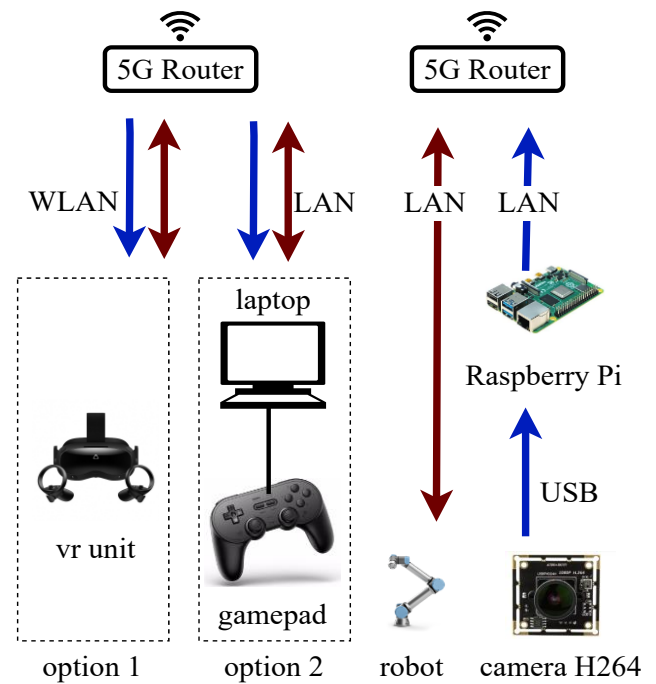 5G Router
5G Router
WLAN
LAN
LAN
LAN
laptop
Raspberry Pi
USB
vr unit
gamepad
option 1
option 2
robot
camera H264